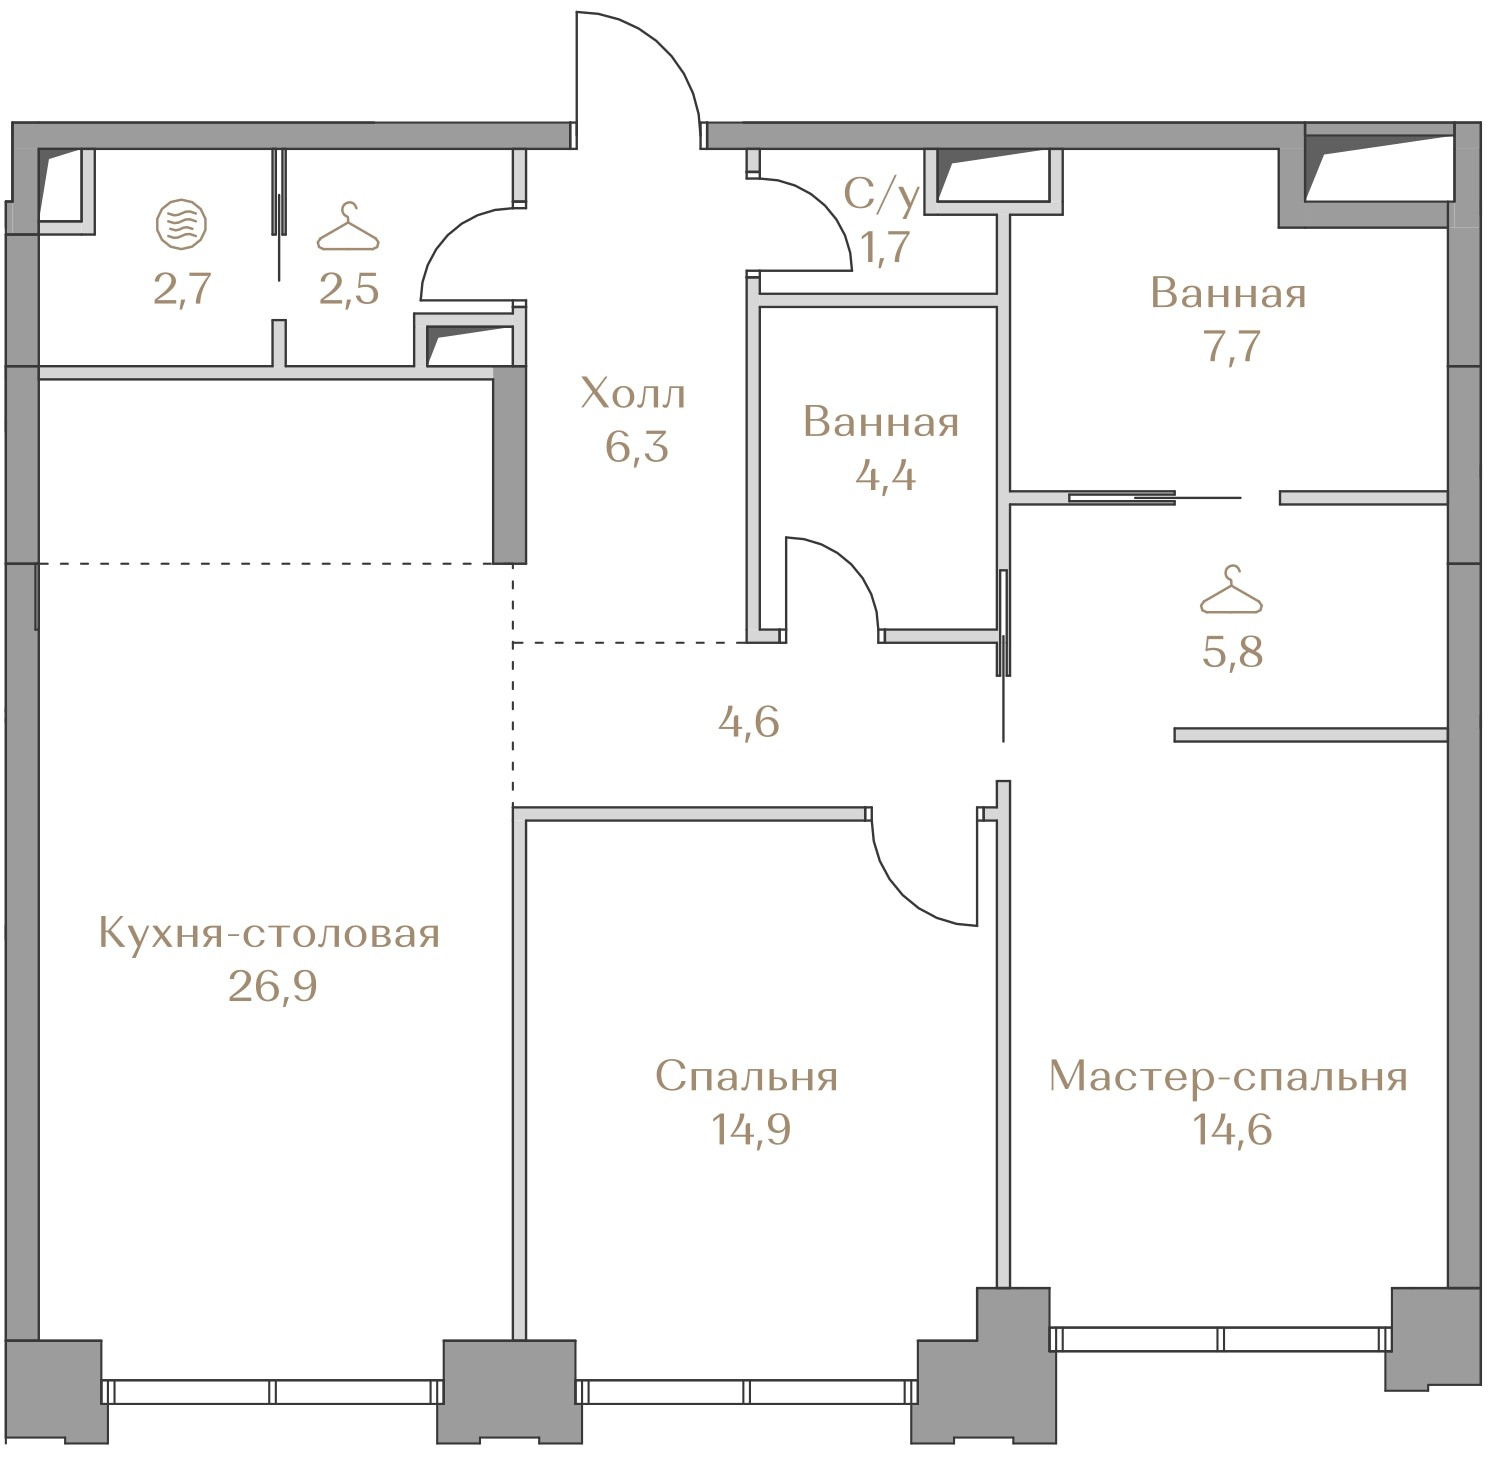 С/у
1,7
2,7
2,5
Ванная
7,7
Холл
6,3
Ванная
4,4
5,8
4,6
Кухня-столовая
26,9
Спальня
14,9
Мастер-спальня
14,6